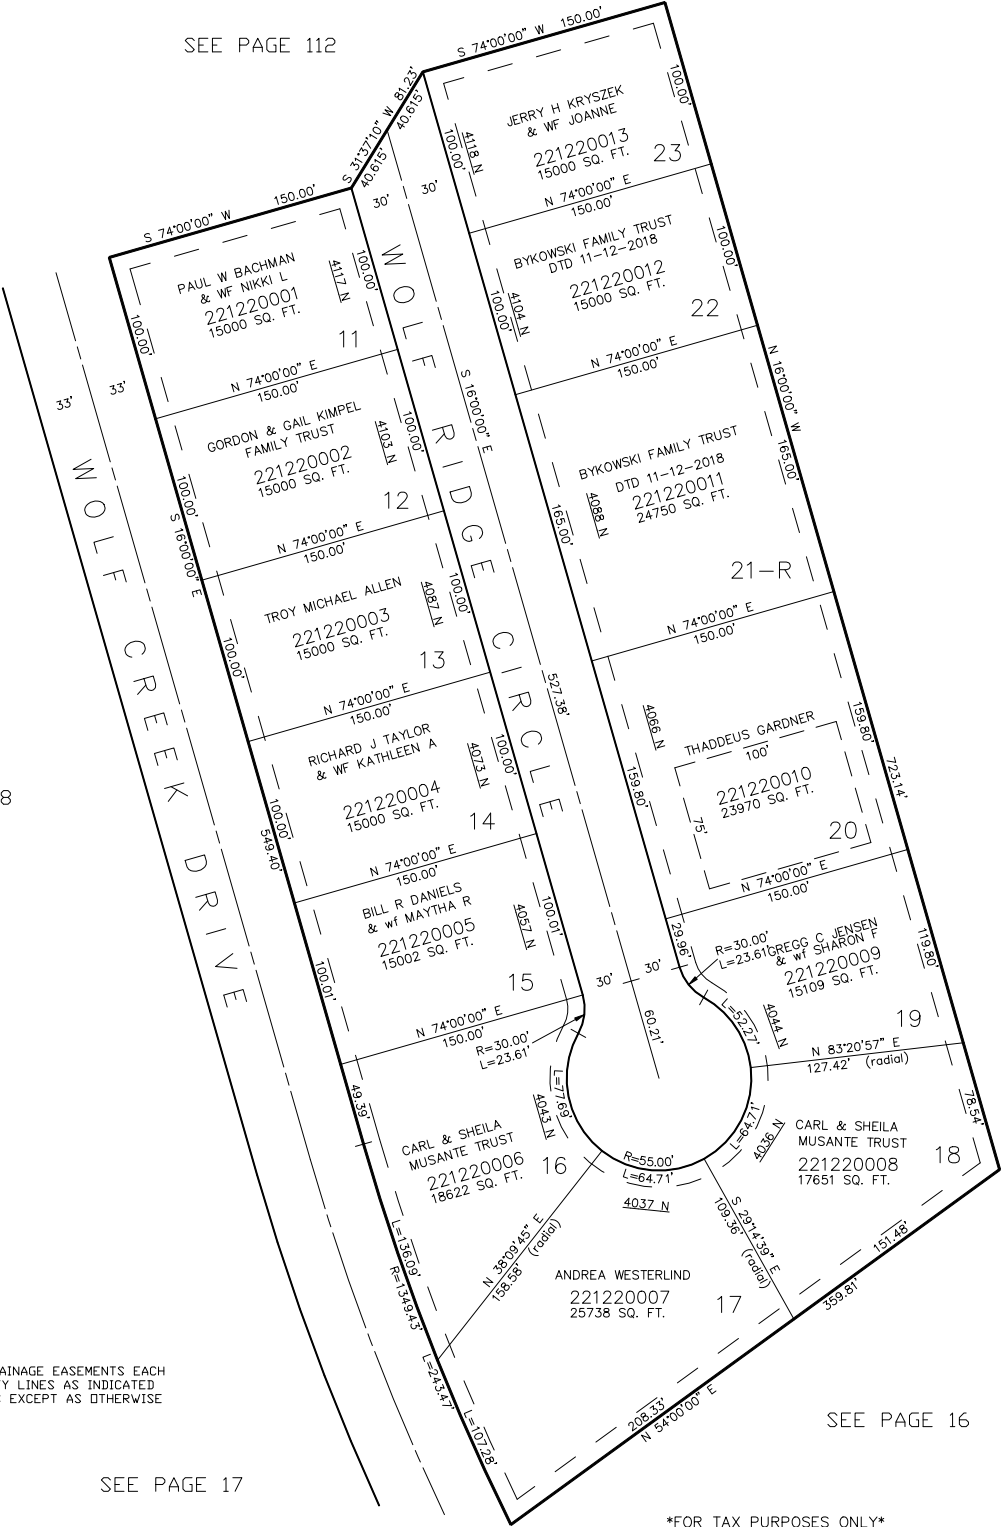 SEE PAGE 112
S 74°00'00" W 150.00'
S 31°37'10" W 81.23'
40.615'
40.615'
30'
30'
JERRY H KRYSZEK
& WF JOANNE
221220013
15000 SQ. FT.
23
4118 N
100.00'
100.00'
N 74°00'00" E
150.00'
BYKOWSKI FAMILY TRUST
DTD 11-12-2018
221220012
15000 SQ. FT.
22
4104 N
100.00'
100.00'
N 74°00'00" E
150.00'
N 16°00'00" W
BYKOWSKI FAMILY TRUST
DTD 11-12-2018
221220011
24750 SQ. FT.
21-R
4088 N
165.00'
165.00'
N 74°00'00" E
150.00'
THADDEUS GARDNER
100'
221220010
23970 SQ. FT.
75'
20
4066 N
159.80'
159.80'
723.14'
N 74°00'00" E
150.00'
29.96'
R=30.00'
L=23.61'
GREGG C JENSEN
& wf SHARON F
221220009
15109 SQ. FT.
19
119.80'
L=52.27'
4044 N
N 83°20'57" E
127.42' (radial)
78.54'
CARL & SHEILA
MUSANTE TRUST
221220008
17651 SQ. FT.
18
L=64.71'
4036 N
S 29°14'39" E
109.36' (radial)
151.48'
359.81'
S 74°00'00" W 150.00'
PAUL W BACHMAN
& WF NIKKI L
221220001
15000 SQ. FT.
11
4117 N
100.00'
100.00'
N 74°00'00" E
150.00'
33'
33'
GORDON & GAIL KIMPEL
FAMILY TRUST
221220002
15000 SQ. FT.
12
4103 N
100.00'
100.00'
S 16°00'00" E
N 74°00'00" E
150.00'
TROY MICHAEL ALLEN
221220003
15000 SQ. FT.
13
4087 N
100.00'
100.00'
N 74°00'00" E
150.00'
RICHARD J TAYLOR
& WF KATHLEEN A
221220004
15000 SQ. FT.
14
4073 N
100.00'
100.00'
549.40'
N 74°00'00" E
150.00'
BILL R DANIELS
& wf MAYTHA R
221220005
15002 SQ. FT.
15
4057 N
100.01'
100.01'
N 74°00'00" E
150.00'
R=30.00'
L=23.61'
30'
30'
60.21'
WOLF RIDGE CIRCLE
S 16°00'00" E
527.38'
WOLF CREEK DRIVE
8
49.39'
L=77.69'
4043 N
CARL & SHEILA
MUSANTE TRUST
221220006
18622 SQ. FT.
16
R=55.00'
L=64.71'
4037 N
L=136.09'
R=1349.43'
N 38°09'45" E
158.58' (radial)
ANDREA WESTERLIND
221220007
25738 SQ. FT.
17
L=243.47'
L=107.28'
208.33'
N 54°00'00" E
AINAGE EASEMENTS EACH
Y LINES AS INDICATED
EXCEPT AS OTHERWISE
SEE PAGE 16
SEE PAGE 17
*FOR TAX PURPOSES ONLY*